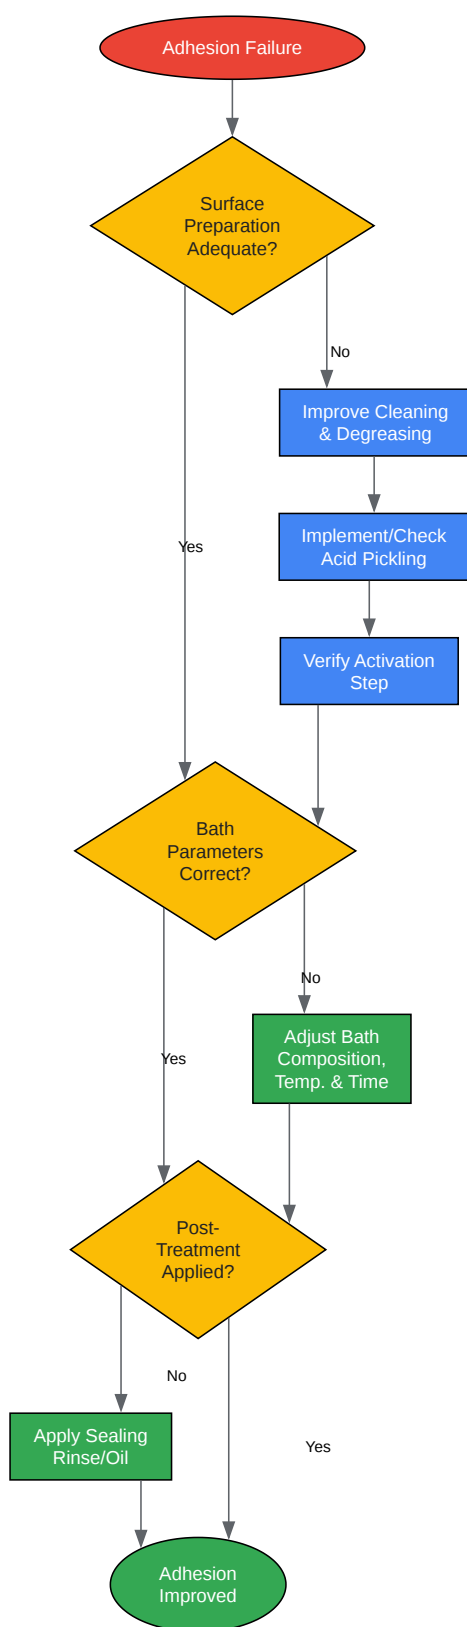 Adhesion Failure
Surface
Preparation
Adequate?
No
Improve Cleaning
& Degreasing
Implement/Check
Acid Pickling
Yes
Verify Activation
Step
Bath
Parameters
Correct?
No
Adjust Bath
Composition,
Temp. & Time
Yes
Post-
Treatment
Applied?
No
Apply Sealing
Rinse/Oil
Yes
Adhesion
Improved